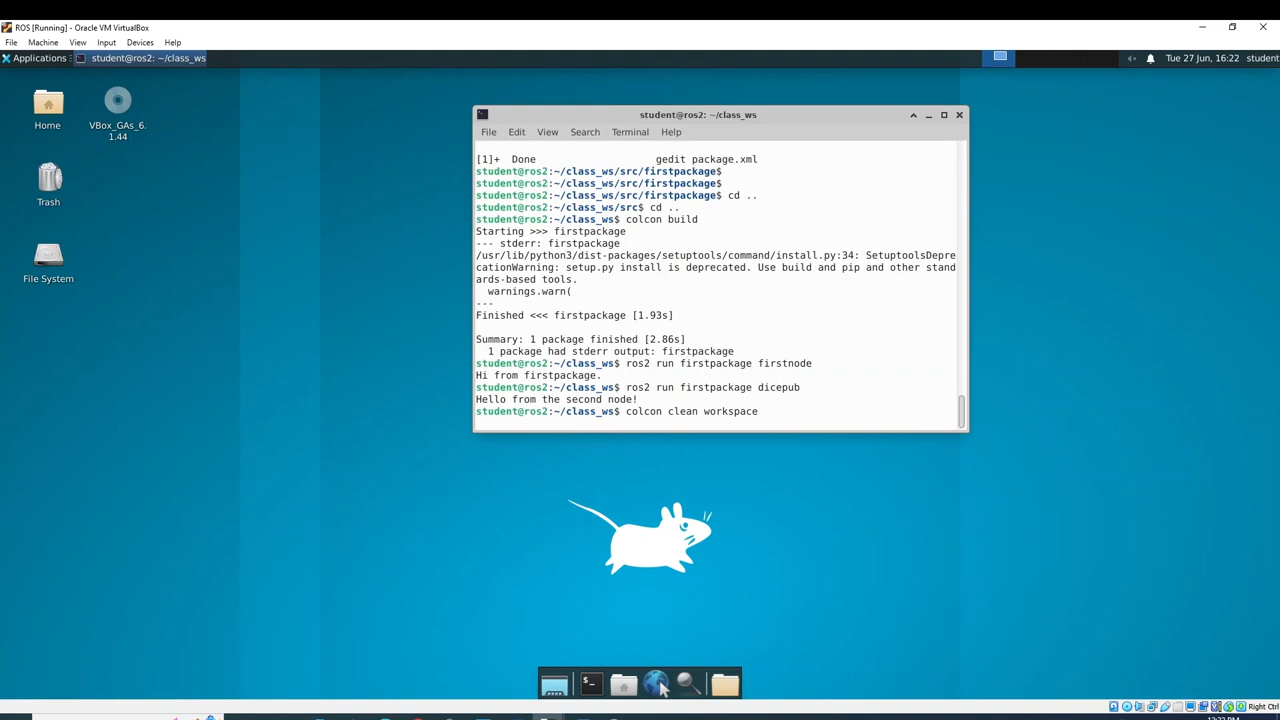 ROS [Running] - Oracle VM VirtualBox
File Machine View Input Devices Help
Applications student@ros2: ~/class_ws Tue 27 Jun, 16:22 student
Home
VBox_GAs_6.
1.44
Trash
File System
student@ros2: ~/class_ws
File Edit View Search Terminal Help
[1]+ Done gedit package.xml
student@ros2:~/class_ws/src/firstpackage$
student@ros2:~/class_ws/src/firstpackage$
student@ros2:~/class_ws/src/firstpackage$ cd ..
student@ros2:~/class_ws/src$ cd ..
student@ros2:~/class_ws$ colcon build
Starting >>> firstpackage
--- stderr: firstpackage
/usr/lib/python3/dist-packages/setuptools/command/install.py:34: SetuptoolsDepre
cationWarning: setup.py install is deprecated. Use build and pip and other stand
ards-based tools.
warnings.warn(
---
Finished <<< firstpackage [1.93s]
Summary: 1 package finished [2.86s]
1 package had stderr output: firstpackage
student@ros2:~/class_ws$ ros2 run firstpackage firstnode
Hi from firstpackage.
student@ros2:~/class_ws$ ros2 run firstpackage dicepub
Hello from the second node!
student@ros2:~/class_ws$ colcon clean workspace
Right Ctrl